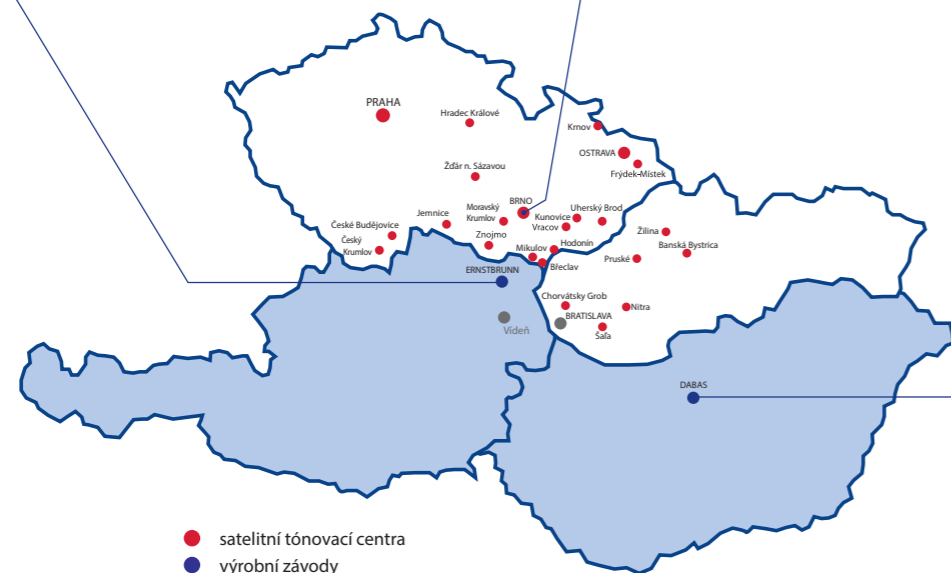 PRAHA
Hradec Králové
Krnov
OSTRAVA
Frýdek-Místek
Žďár n. Sázavou
BRNO
Moravský
Krumlov
Uherský Brod
Kunovice
Vracov
Jemnice
České Budějovice
Český
Krumlov
Znojmo
Žilina
Banská Bystrica
Mikulov
Hodonín
Pruské
Břeclav
ERNSTBRUNN
Chorvátsky Grob
Nitra
BRATISLAVA
Vídeň
Šaľa
DABAS
satelitní tónovací centra
výrobní závody